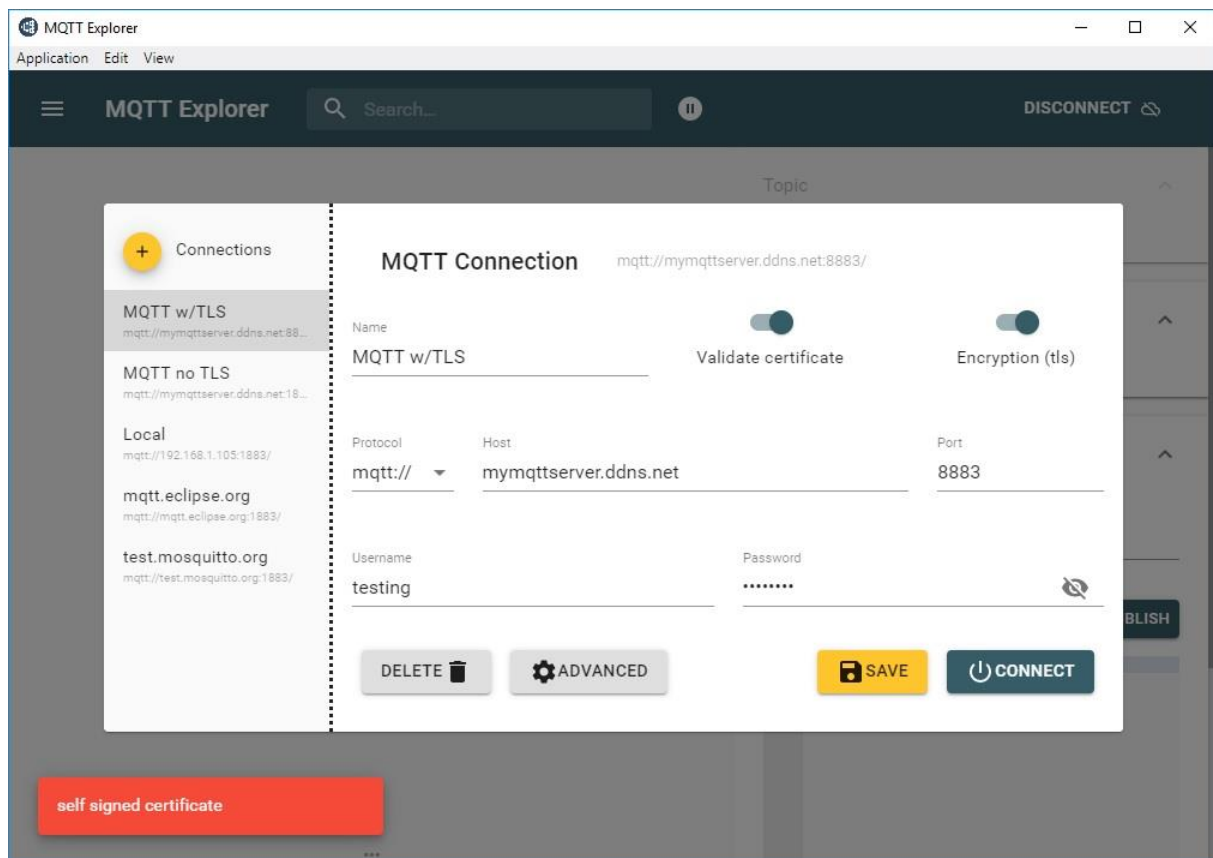 MQTT Explorer
Application Edit View
MQTT Explorer
Search...
DISCONNECT
Topic
Connections
MQTT Connection
mqtt://mymqttserver.ddns.net:8883/
MQTT w/TLS
mqtt://mymqttserver.ddns.net:88...
MQTT no TLS
mqtt://mymqttserver.ddns.net:18...
Local
mqtt://192.168.1.105:1883/
mqtt.eclipse.org
mqtt://mqtt.eclipse.org:1883/
test.mosquitto.org
mqtt://test.mosquitto.org:1883/
Name
MQTT w/TLS
Validate certificate
Encryption (tls)
Protocol
Host
Port
mqtt://
mymqttserver.ddns.net
8883
Username
Password
testing
••••••••
DELETE
ADVANCED
SAVE
CONNECT
BLISH
self signed certificate